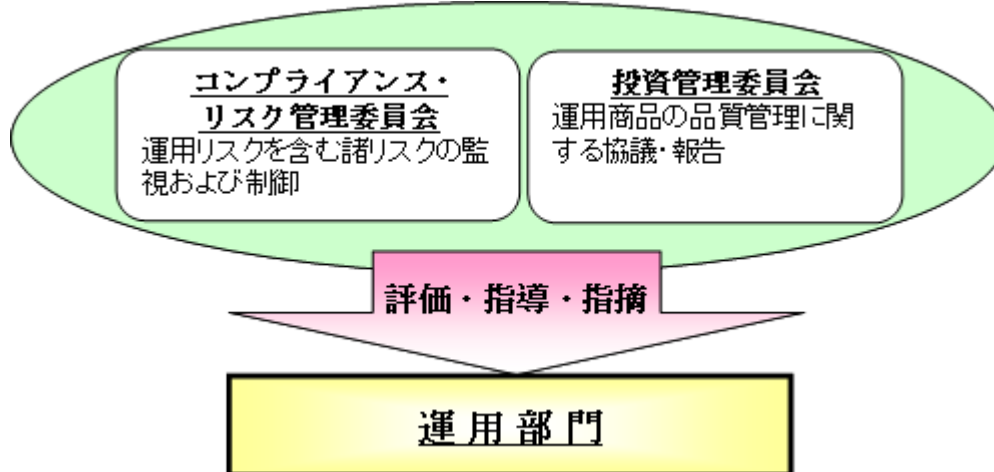 コンプライアンス・
リスク管理委員会
運用リスクを含む諸リスクの監
視および制御
投資管理委員会
運用商品の品質管理に関
する協議・報告
評価・指導・指摘
運用部門